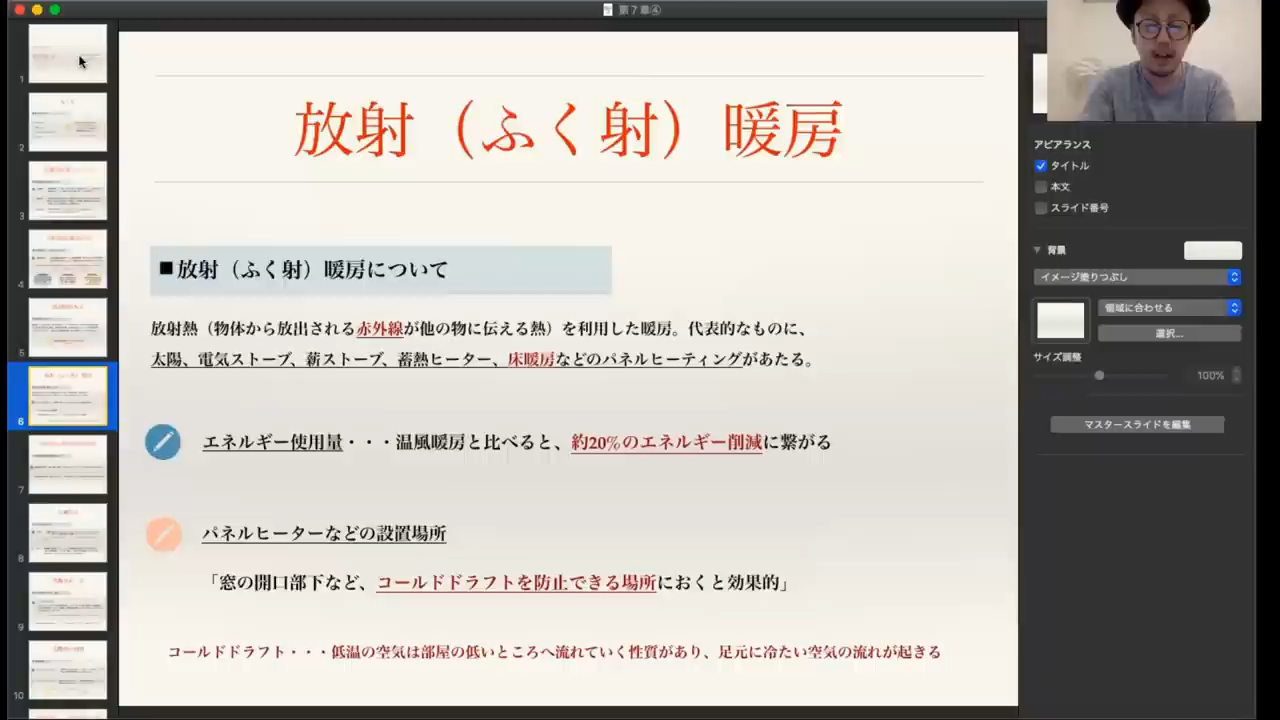 第７章④
放射（ふく射）暖房
■放射（ふく射）暖房について
放射熱（物体から放出される赤外線が他の物に伝える熱）を利用した暖房。代表的なものに、
太陽、電気ストーブ、薪ストーブ、蓄熱ヒーター、床暖房などのパネルヒーティングがあたる。
エネルギー使用量・・・温風暖房と比べると、約20%のエネルギー削減に繋がる
パネルヒーターなどの設置場所
「窓の開口部下など、コールドドラフトを防止できる場所におくと効果的」
コールドドラフト・・・低温の空気は部屋の低いところへ流れていく性質があり、足元に冷たい空気の流れが起きる
1
2
3
4
5
6
7
8
9
10
アピアランス
タイトル
本文
スライド番号
背景
イメージ塗りつぶし
領域に合わせる
選択...
サイズ調整
100%
マスタースライドを編集